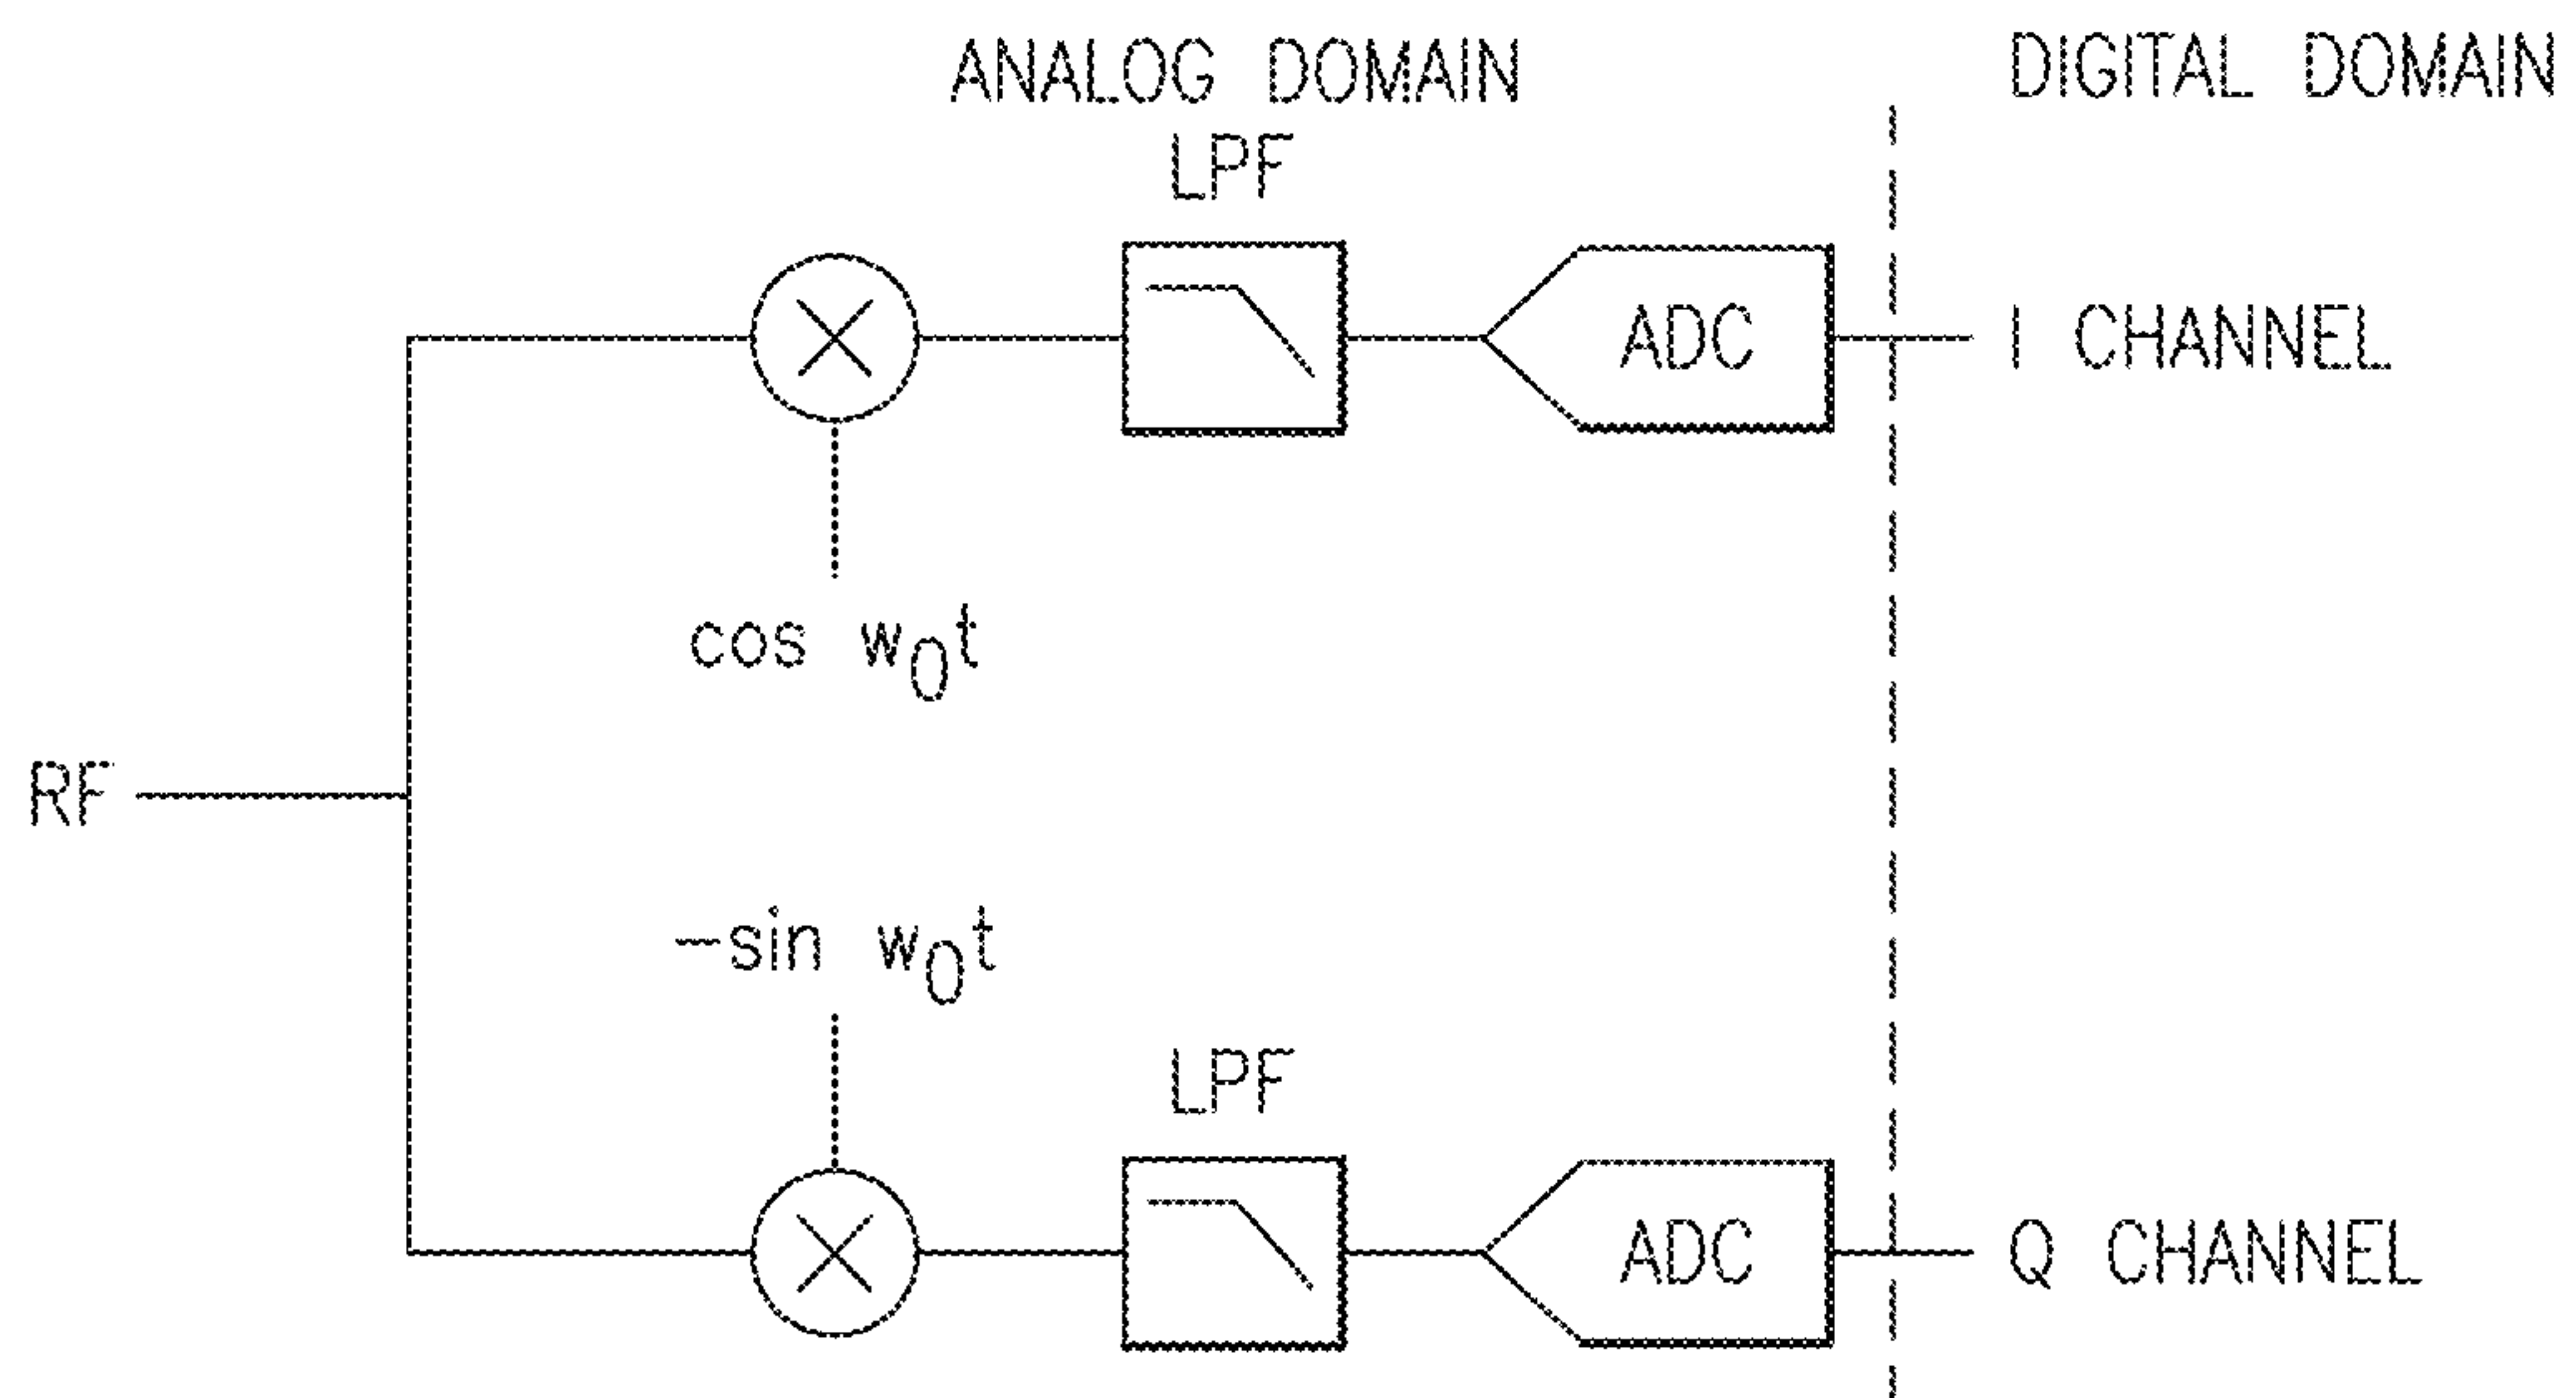 ANALOG DOMAIN
DIGITAL DOMAIN
LPF
ADC
I CHANNEL
cos w0t
RF
-sin w0t
LPF
ADC
Q CHANNEL